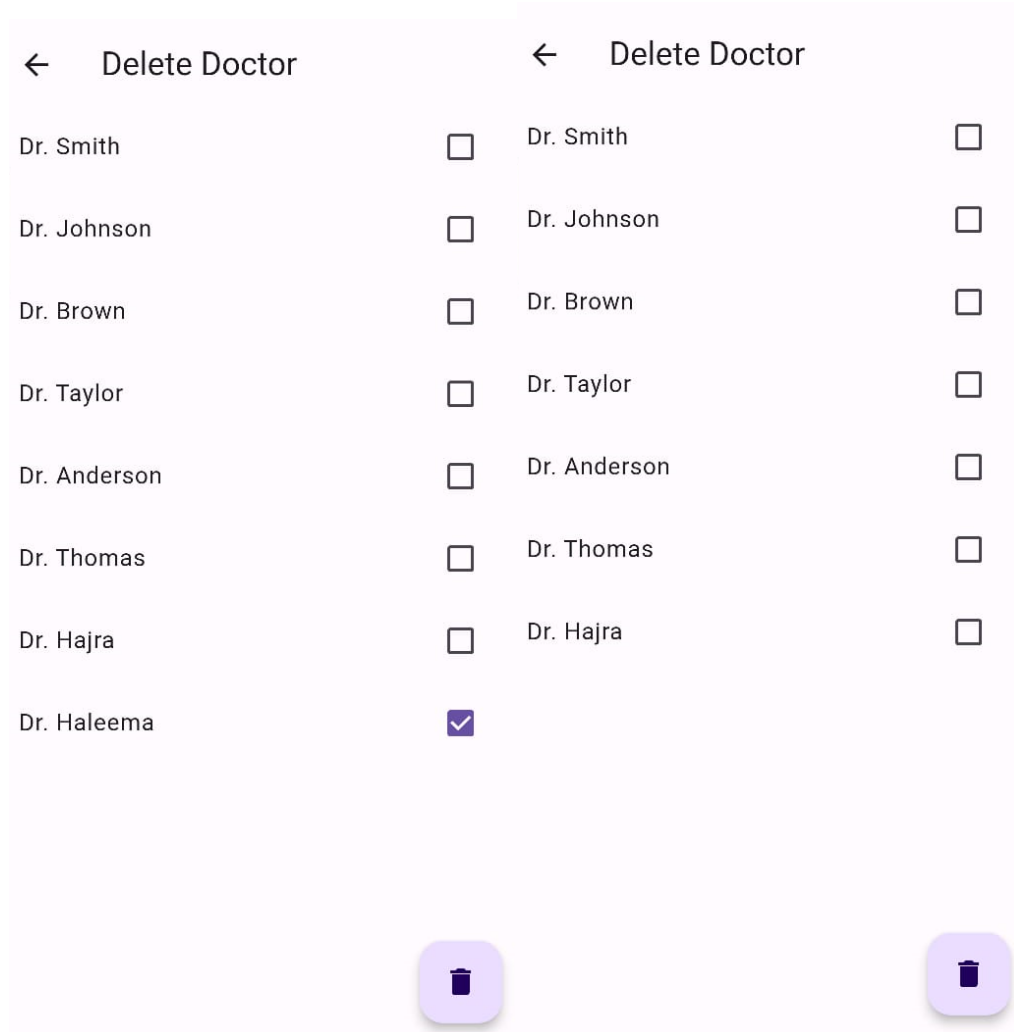 Delete Doctor
Dr. Smith
Dr. Johnson
Dr. Brown
Dr. Taylor
Dr. Anderson
Dr. Thomas
Dr. Hajra
Dr. Haleema
Delete Doctor
Dr. Smith
Dr. Johnson
Dr. Brown
Dr. Taylor
Dr. Anderson
Dr. Thomas
Dr. Hajra